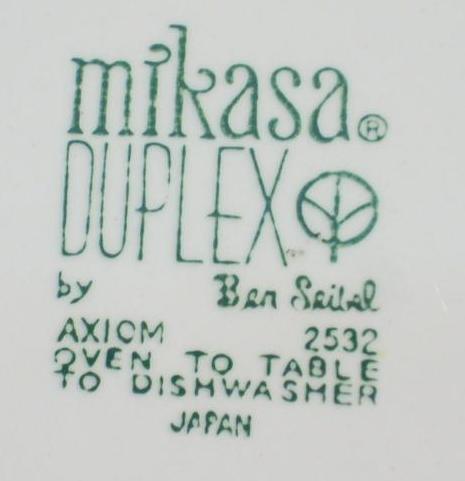 mikasa®
DUPLEX
by Ben Seibel
AXIOM 2532
OVEN TO TABLE
TO DISHWASHER
JAPAN